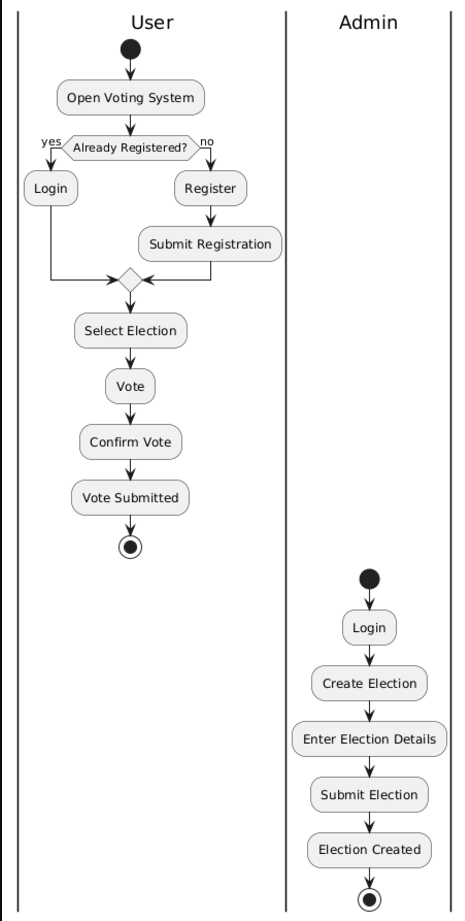 User
Admin
Open Voting System
Already Registered?
yes
no
Login
Register
Submit Registration
Select Election
Vote
Confirm Vote
Vote Submitted
Login
Create Election
Enter Election Details
Submit Election
Election Created